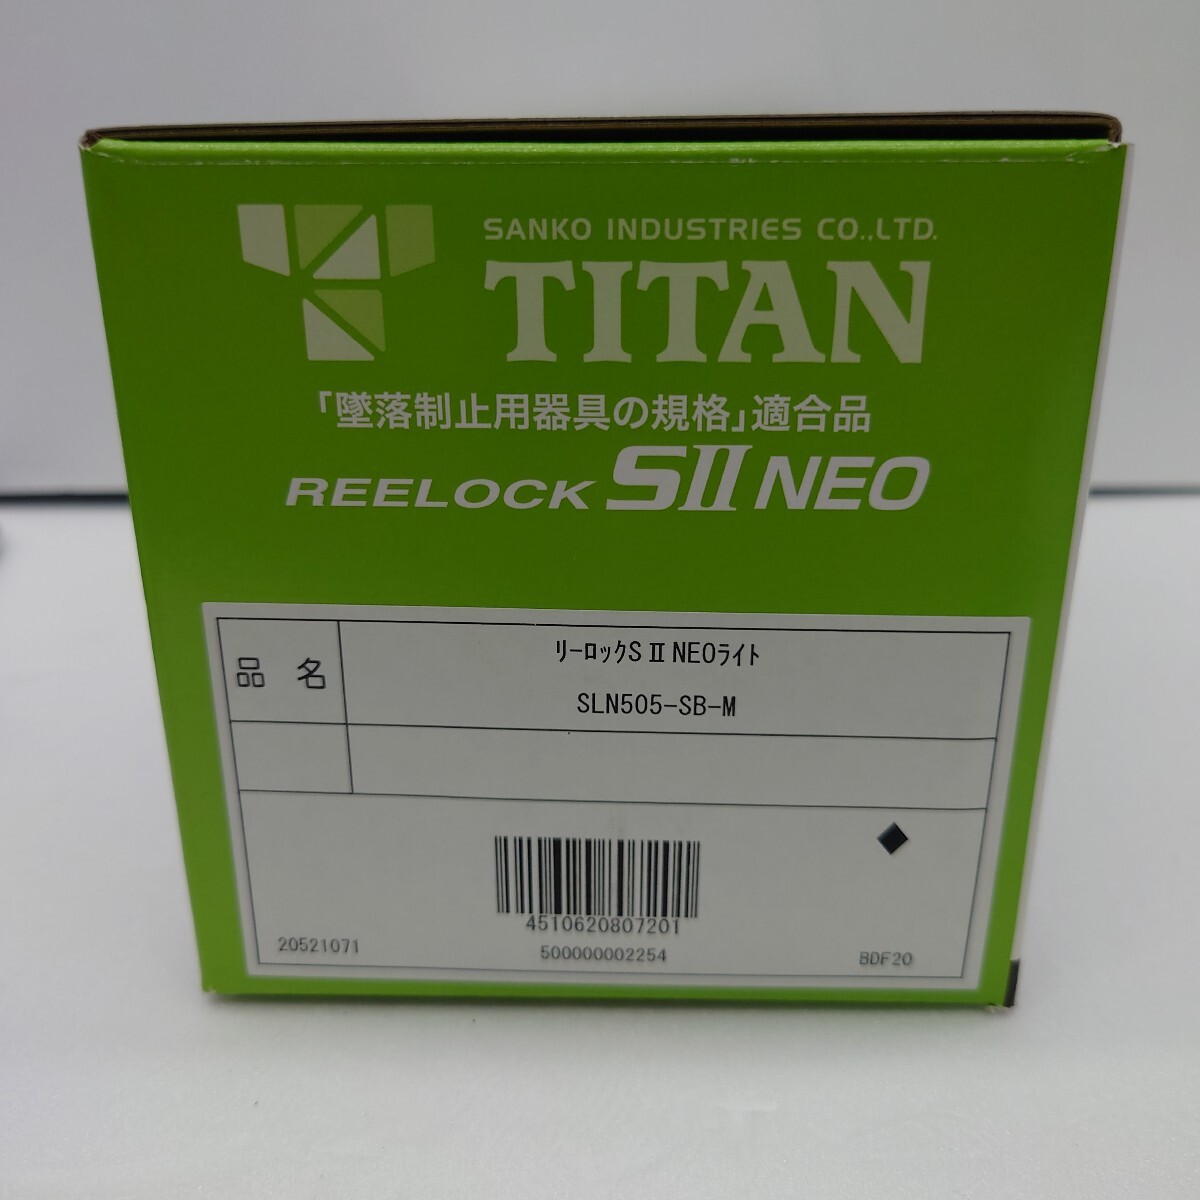 SANKO INDUSTRIES CO.,LTD.
TITAN
「墜落制止用器具の規格」適合品
REELOCK SII NEO
品 名
ﾘｰﾛｯｸSⅡNEOﾗｲﾄ
SLN505-SB-M
4510620807201
20521071
500000002254
BDF20